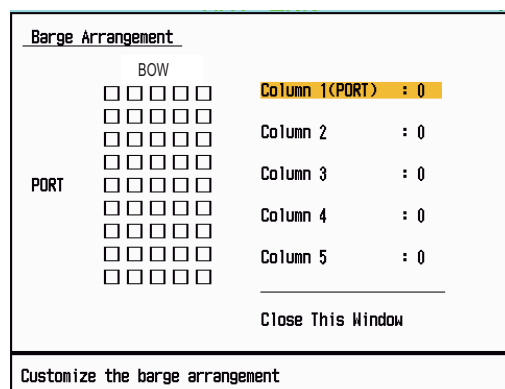 Barge Arrangement
BOW
PORT
Column 1(PORT) : 0
Column 2 : 0
Column 3 : 0
Column 4 : 0
Column 5 : 0
Close This Window
Customize the barge arrangement